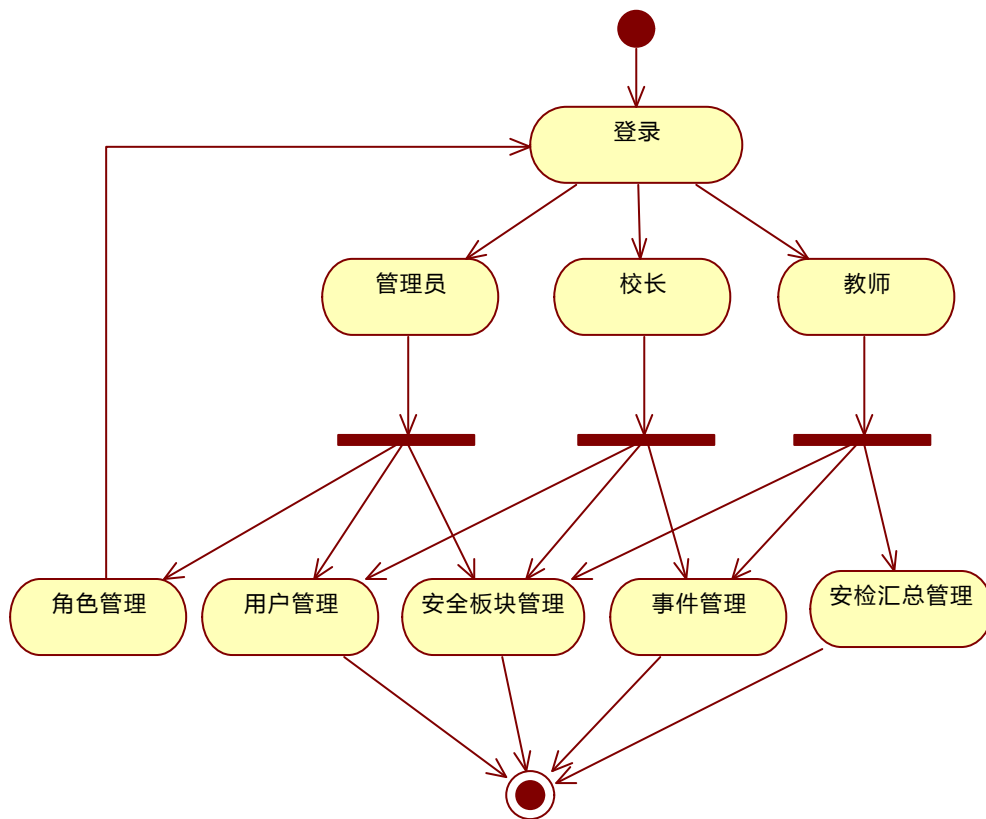 登录
管理员
校长
教师
角色管理
用户管理
安全板块管理
事件管理
安检汇总管理